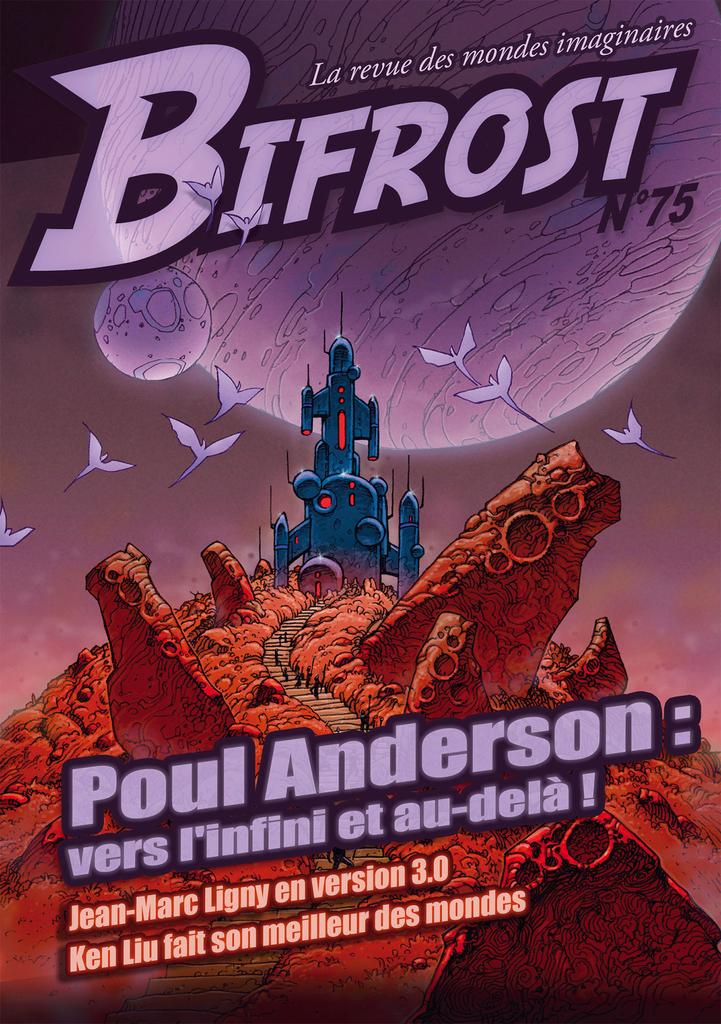 La revue des mondes imaginaires
BIFROST
N°75
Poul Anderson :
vers l'infini et au-delà !
Jean-Marc Ligny en version 3.0
Ken Liu fait son meilleur des mondes